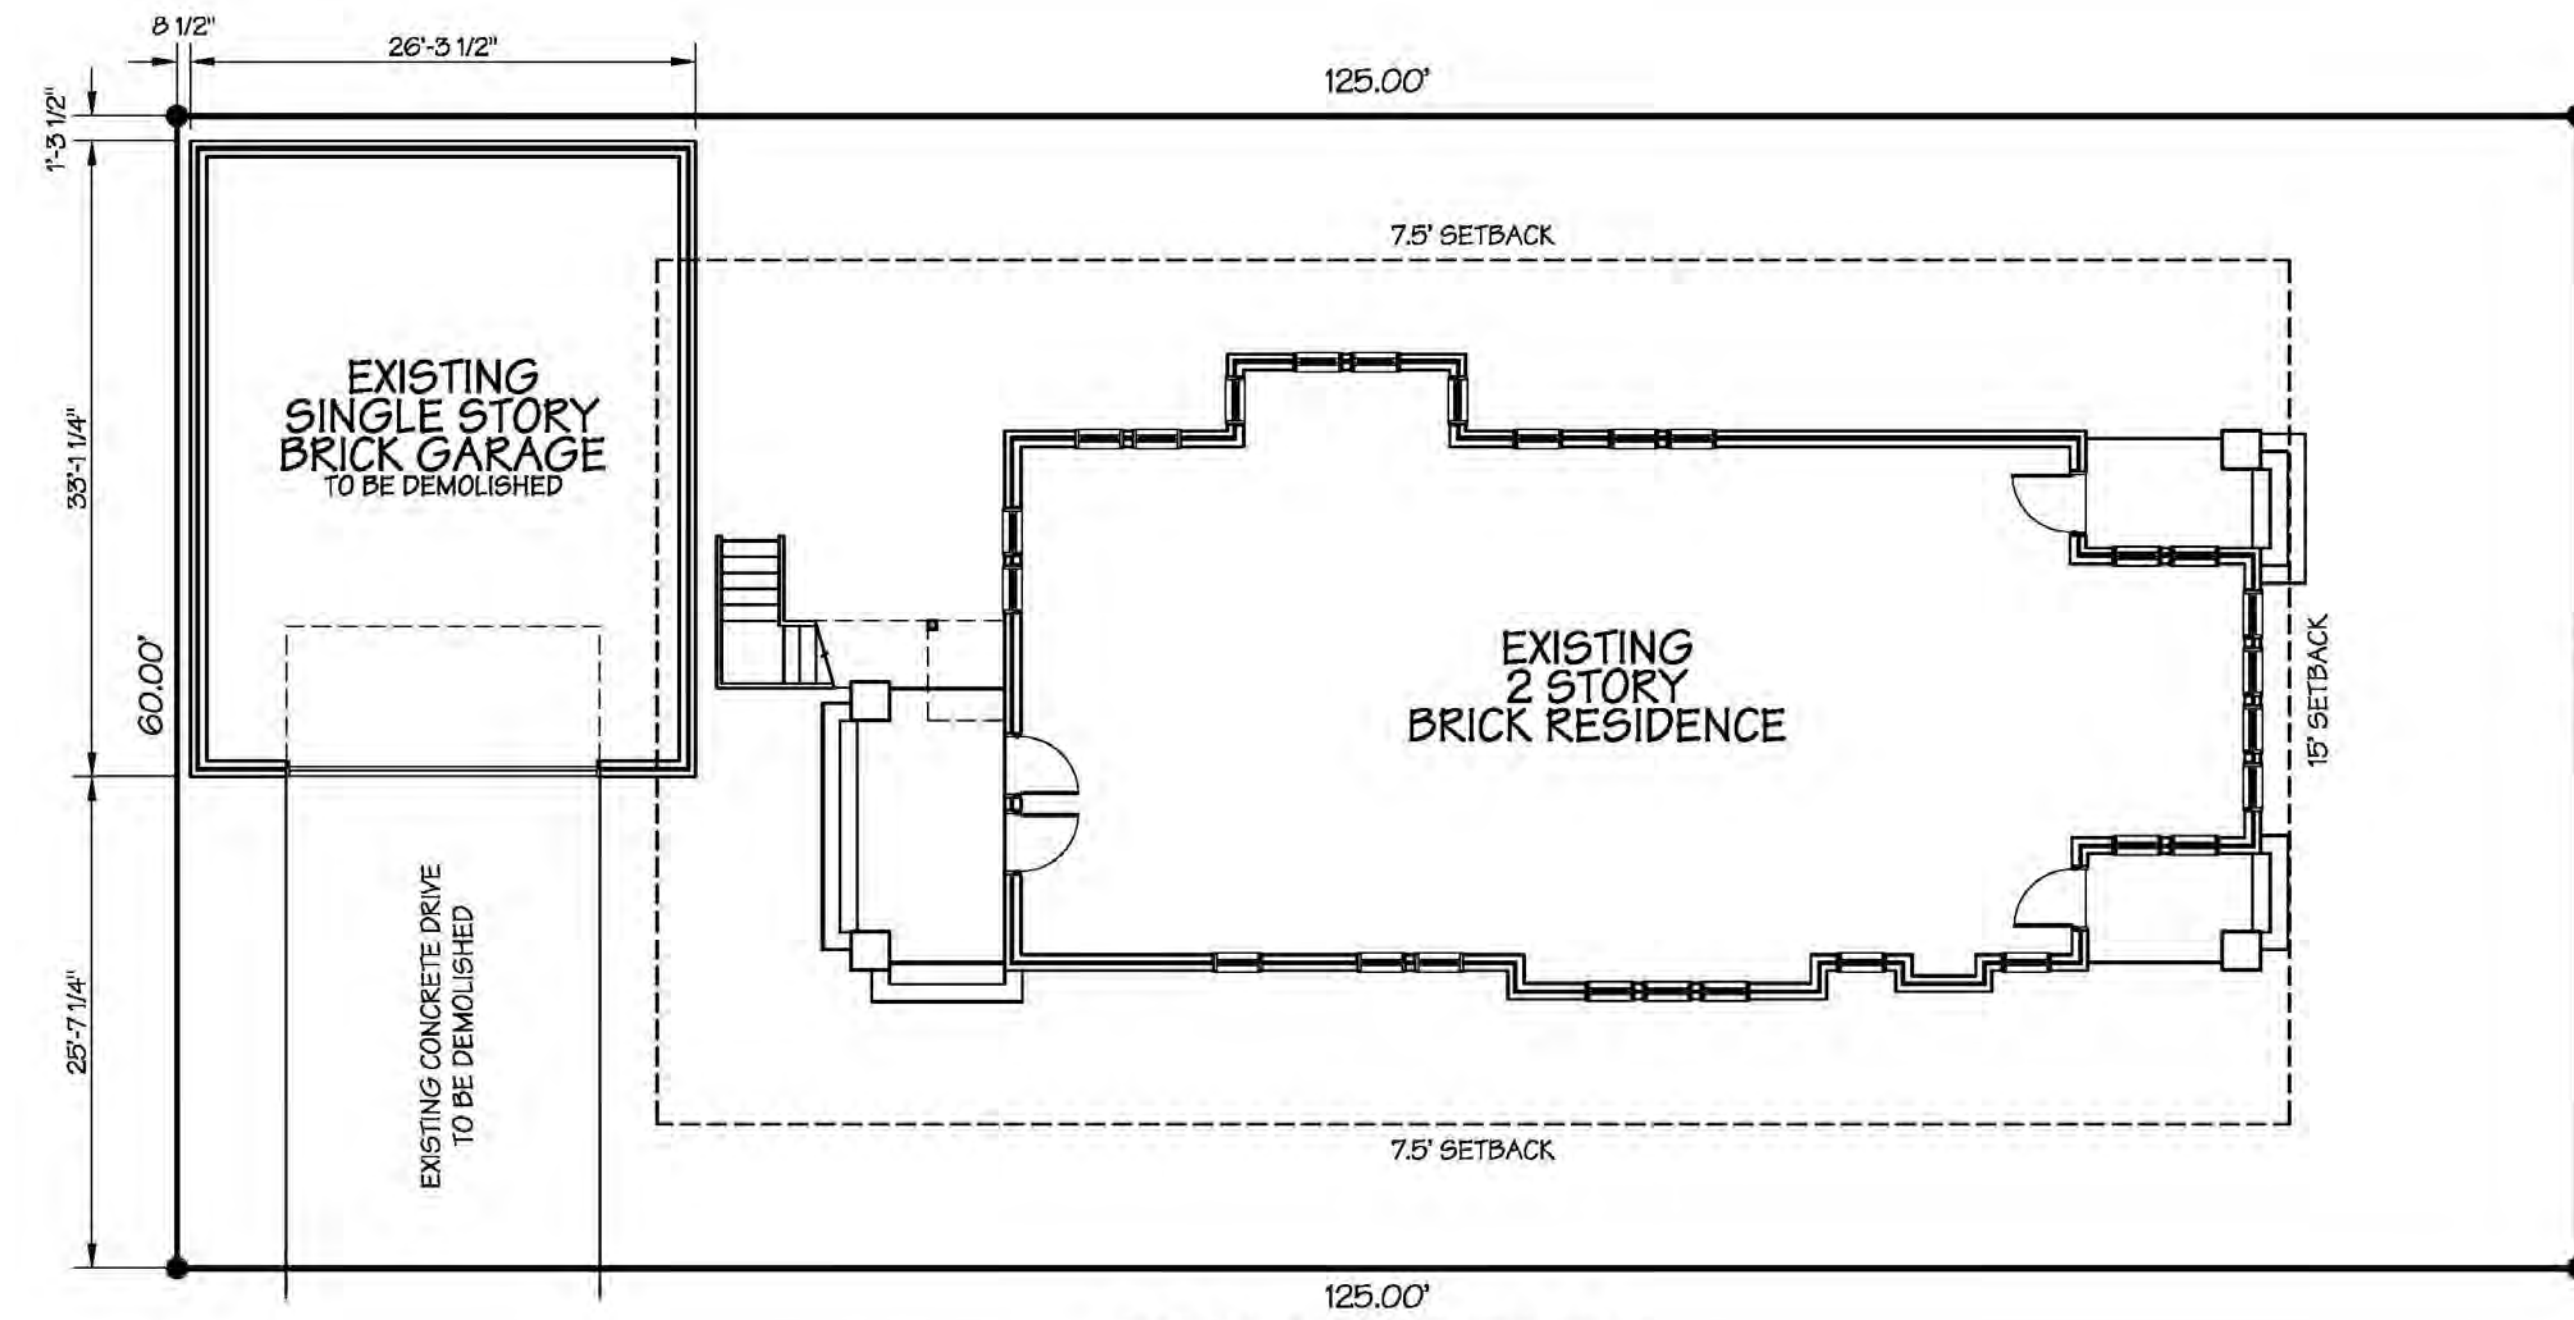 8 1/2"
26'-3 1/2"
125.00'
1'-3 1/2"
7.5' SETBACK
EXISTING
SINGLE STORY
BRICK GARAGE
TO BE DEMOLISHED
33'-1 1/4"
60.00'
EXISTING
2 STORY
BRICK RESIDENCE
15' SETBACK
EXISTING CONCRETE DRIVE
TO BE DEMOLISHED
25'-7 1/4"
7.5' SETBACK
125.00'